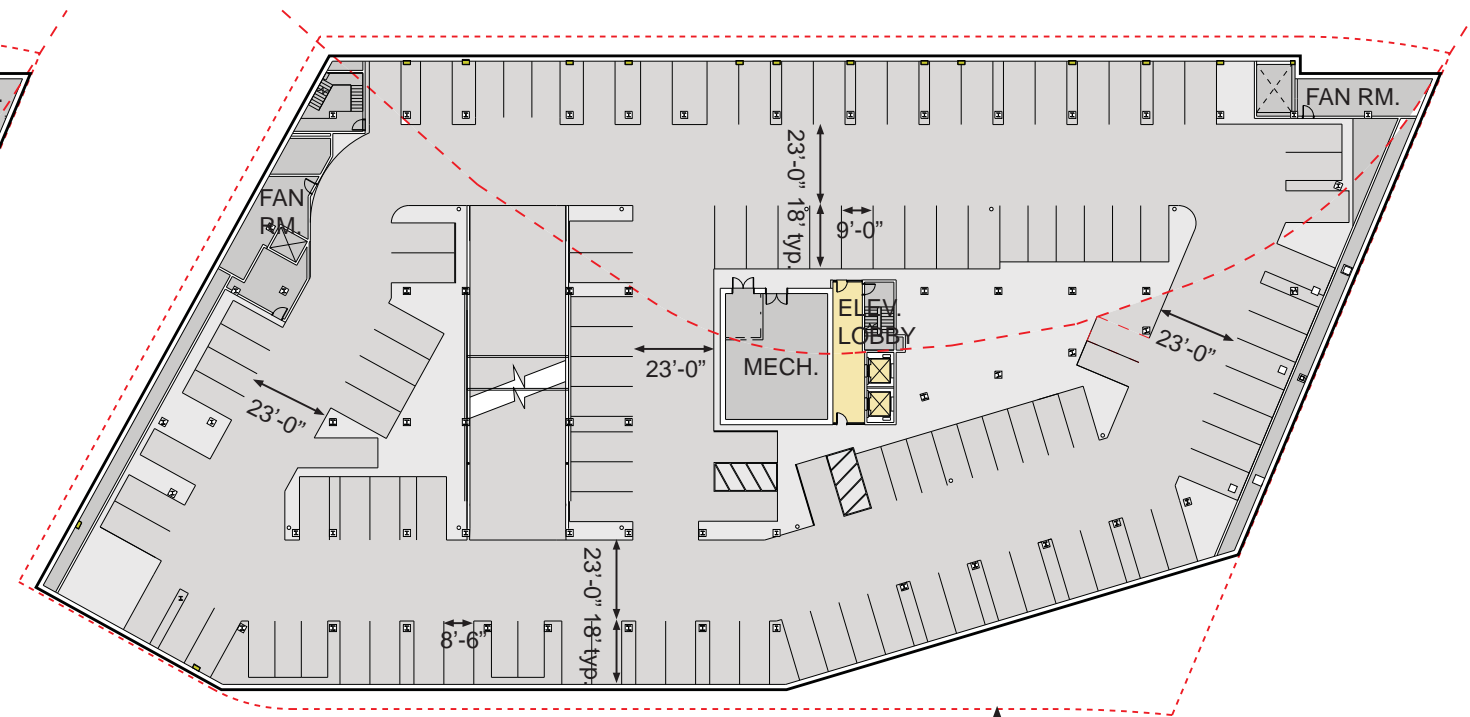 FAN RM.
23'-0"
18' typ.
9'-0"
FAN
RM.
ELEV.
LOBBY
MECH.
23'-0"
23'-0"
23'-0"
23'-0"
18' typ.
8'-6"